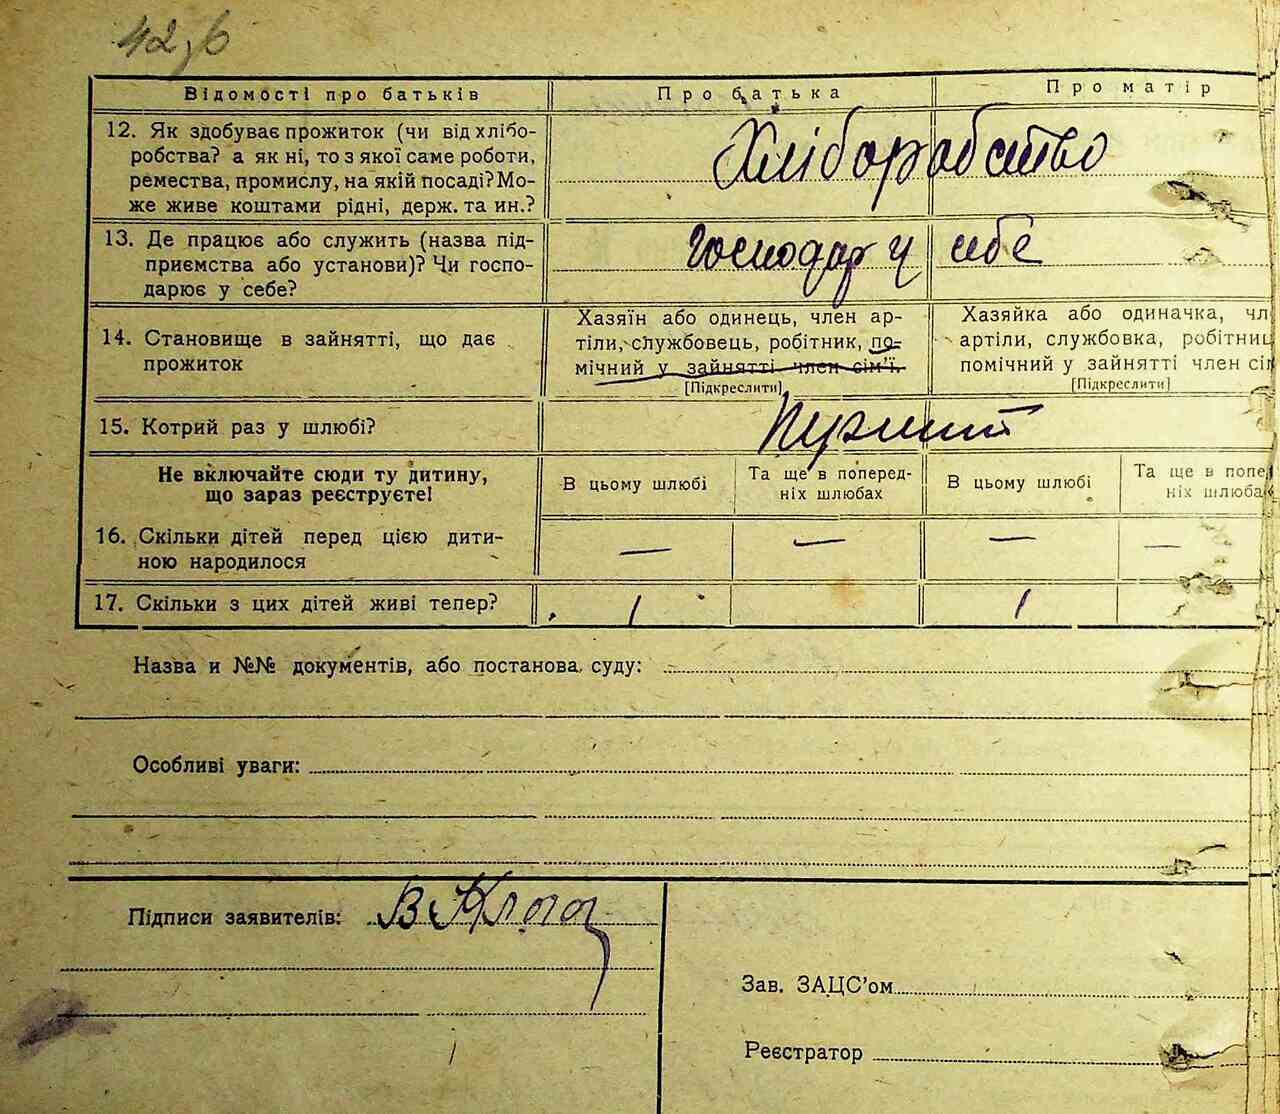 42,б
Відомості про батьків Про батька Про матір
12. Як здобуває прожиток (чи від хлібо-
робства? а як ні, то з якої саме роботи,
ремества, промислу, на якій посаді? Мо-
же живе коштами рідні, держ. та ин.?
Хліборобство
13. Де працює або служить (назва під-
приємства або установи)? Чи госпо-
дарює у себе?
Господар у себе
14. Становище в зайнятті, що дає
прожиток
Хазяїн або одинець, член ар-
тіли, службовець, робітник, по-
мічний у зайнятті член сім'ї.
[Підкреслити]
Хазяйка або одиначка, чл
артіли, службовка, робітниц
помічний у зайнятті член сім
[Підкреслити]
15. Котрий раз у шлюбі?
Не включайте сюди ту дитину,
що зараз реєструєте!
В цьому шлюбі
Та ще в поперед-
ніх шлюбах
В цьому шлюбі
Та ще в попе
ніх шлюба
16. Скільки дітей перед цією дити-
ною народилося
— — — —
17. Скільки з цих дітей живі тепер? 1 1
Назва и №№ документів, або постанова суду:
Особливі уваги:
Підписи заявителів:
Зав. ЗАЦС'ом
Реєстратор